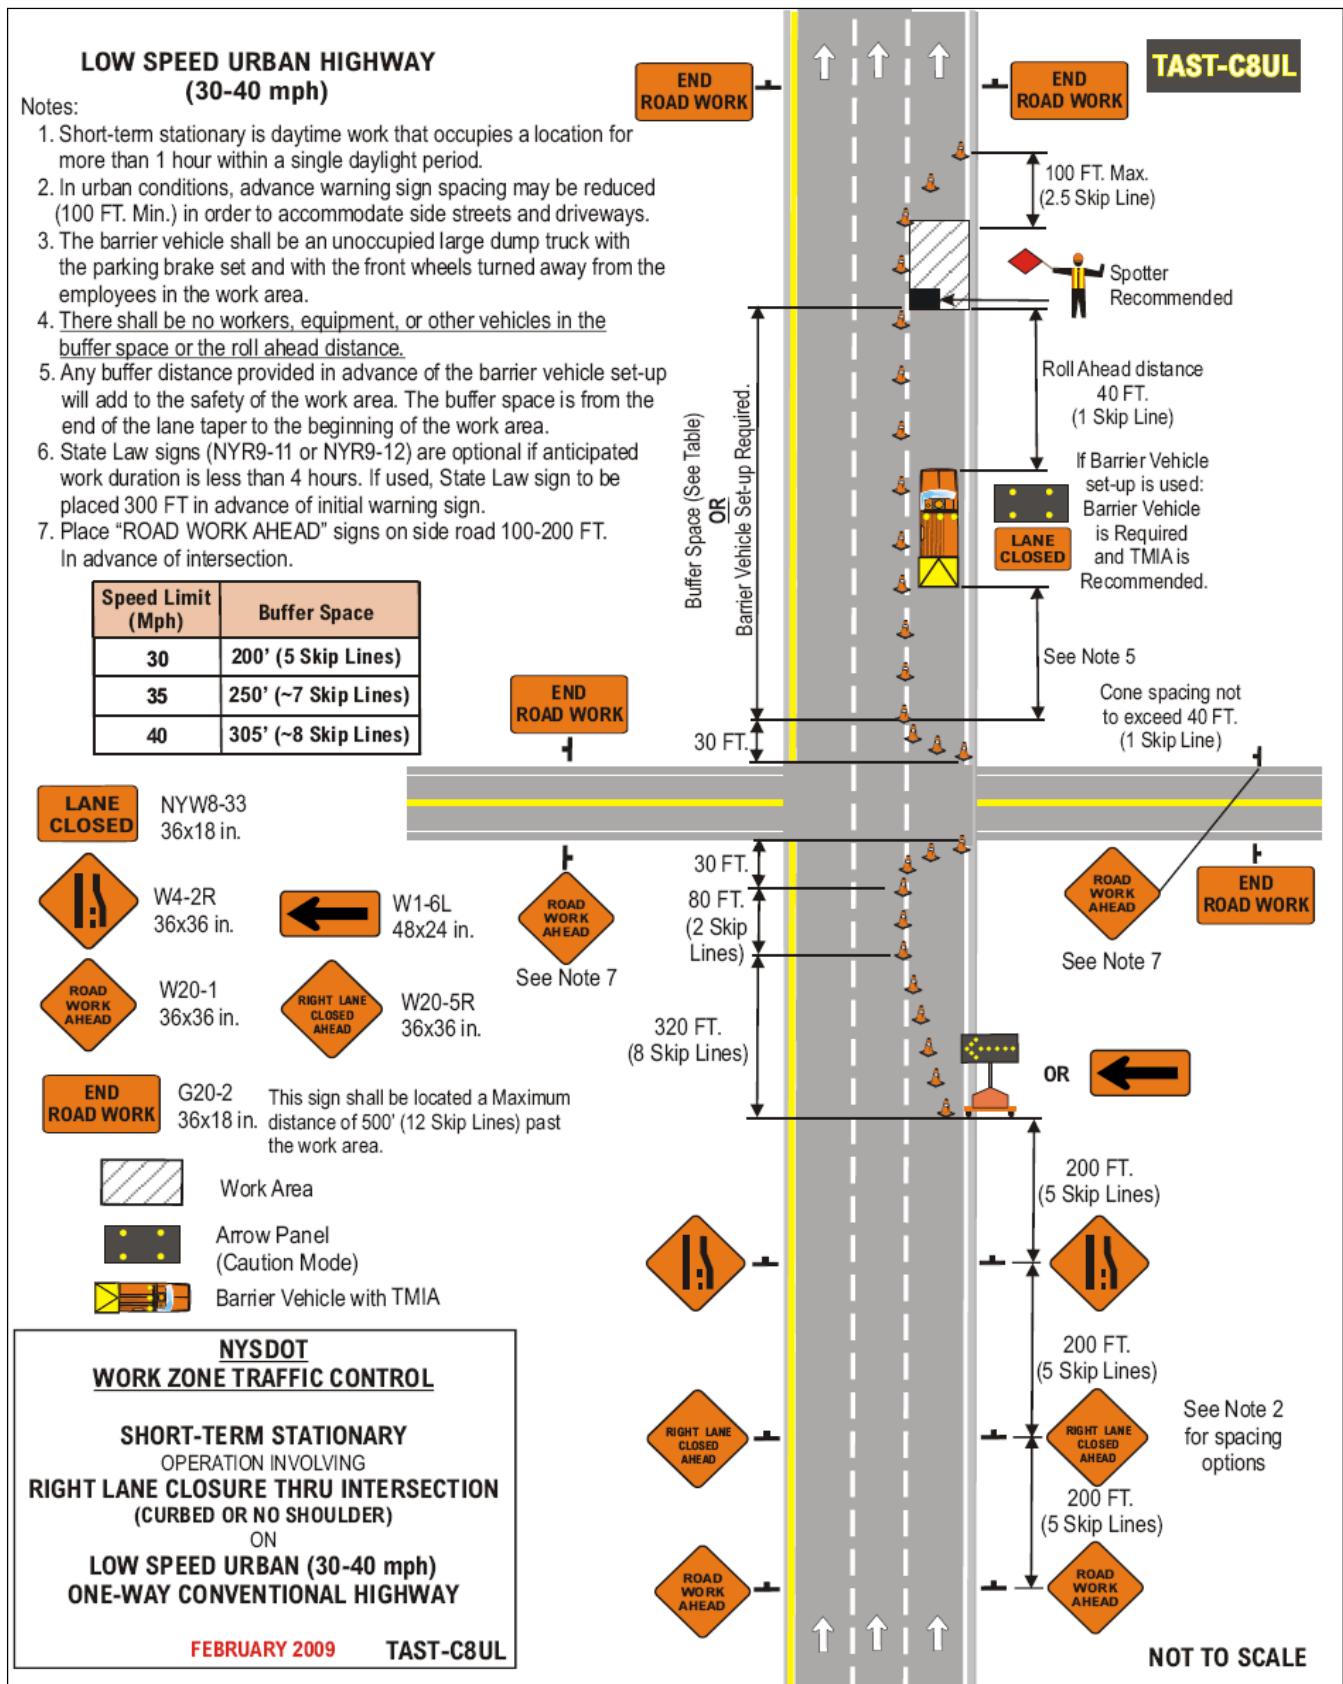 LOW SPEED URBAN HIGHWAY
(30-40 mph)
Notes:
1. Short-term stationary is daytime work that occupies a location for
more than 1 hour within a single daylight period.
2. In urban conditions, advance warning sign spacing may be reduced
(100 FT. Min.) in order to accommodate side streets and driveways.
3. The barrier vehicle shall be an unoccupied large dump truck with
the parking brake set and with the front wheels turned away from the
employees in the work area.
4. There shall be no workers, equipment, or other vehicles in the
buffer space or the roll ahead distance.
5. Any buffer distance provided in advance of the barrier vehicle set-up
will add to the safety of the work area. The buffer space is from the
end of the lane taper to the beginning of the work area.
6. State Law signs (NYR9-11 or NYR9-12) are optional if anticipated
work duration is less than 4 hours. If used, State Law sign to be
placed 300 FT in advance of initial warning sign.
7. Place “ROAD WORK AHEAD” signs on side road 100-200 FT.
In advance of intersection.
Speed Limit
(Mph)
Buffer Space
30
200’ (5 Skip Lines)
35
250’ (~7 Skip Lines)
40
305’ (~8 Skip Lines)
LANE
CLOSED
NYW8-33
36x18 in.
W4-2R
36x36 in.
W1-6L
48x24 in.
ROAD
WORK
AHEAD
W20-1
36x36 in.
RIGHT LANE
CLOSED
AHEAD
W20-5R
36x36 in.
END
ROAD WORK
G20-2
36x18 in.
This sign shall be located a Maximum
distance of 500’ (12 Skip Lines) past
the work area.
Work Area
Arrow Panel
(Caution Mode)
Barrier Vehicle with TMIA
NYSDOT
WORK ZONE TRAFFIC CONTROL
SHORT-TERM STATIONARY
OPERATION INVOLVING
RIGHT LANE CLOSURE THRU INTERSECTION
(CURBED OR NO SHOULDER)
ON
LOW SPEED URBAN (30-40 mph)
ONE-WAY CONVENTIONAL HIGHWAY
FEBRUARY 2009
TAST-C8UL
TAST-C8UL
END
ROAD WORK
END
ROAD WORK
100 FT. Max.
(2.5 Skip Line)
Spotter
Recommended
Roll Ahead distance
40 FT.
(1 Skip Line)
Buffer Space (See Table)
OR
Barrier Vehicle Set-up Required.
LANE
CLOSED
If Barrier Vehicle
set-up is used:
Barrier Vehicle
is Required
and TMIA is
Recommended.
See Note 5
Cone spacing not
to exceed 40 FT.
(1 Skip Line)
END
ROAD WORK
30 FT.
30 FT.
80 FT.
(2 Skip
Lines)
320 FT.
(8 Skip Lines)
ROAD
WORK
AHEAD
See Note 7
ROAD
WORK
AHEAD
See Note 7
END
ROAD WORK
OR
200 FT.
(5 Skip Lines)
200 FT.
(5 Skip Lines)
RIGHT LANE
CLOSED
AHEAD
RIGHT LANE
CLOSED
AHEAD
See Note 2
for spacing
options
200 FT.
(5 Skip Lines)
ROAD
WORK
AHEAD
ROAD
WORK
AHEAD
NOT TO SCALE